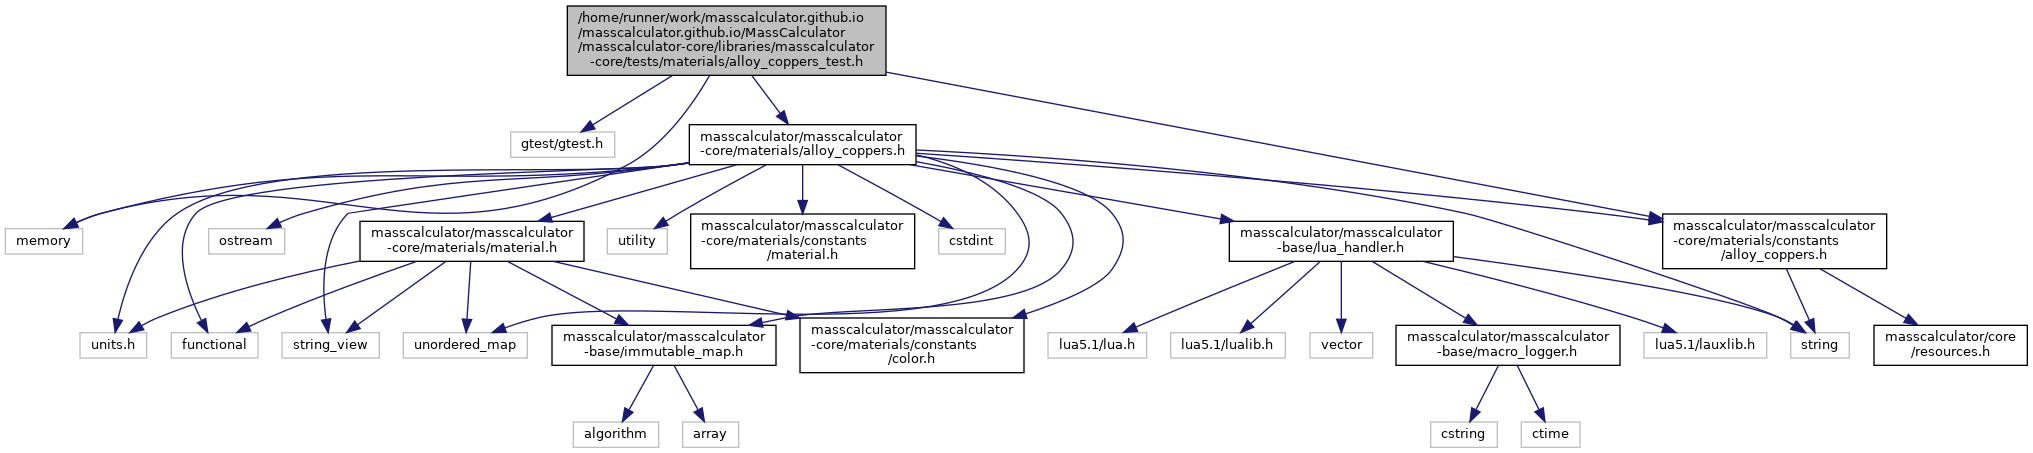 /home/runner/work/masscalculator.github.io
/masscalculator.github.io/MassCalculator
/masscalculator-core/libraries/masscalculator
-core/tests/materials/alloy_coppers_test.h
gtest/gtest.h
masscalculator/masscalculator
-core/materials/alloy_coppers.h
memory
ostream
masscalculator/masscalculator
-core/materials/material.h
utility
masscalculator/masscalculator
-core/materials/constants
/material.h
cstdint
masscalculator/masscalculator
-base/lua_handler.h
masscalculator/masscalculator
-core/materials/constants
/alloy_coppers.h
units.h
functional
string_view
unordered_map
masscalculator/masscalculator
-base/immutable_map.h
masscalculator/masscalculator
-core/materials/constants
/color.h
lua5.1/lua.h
lua5.1/lualib.h
vector
masscalculator/masscalculator
-base/macro_logger.h
lua5.1/lauxlib.h
string
masscalculator/core
/resources.h
algorithm
array
cstring
ctime